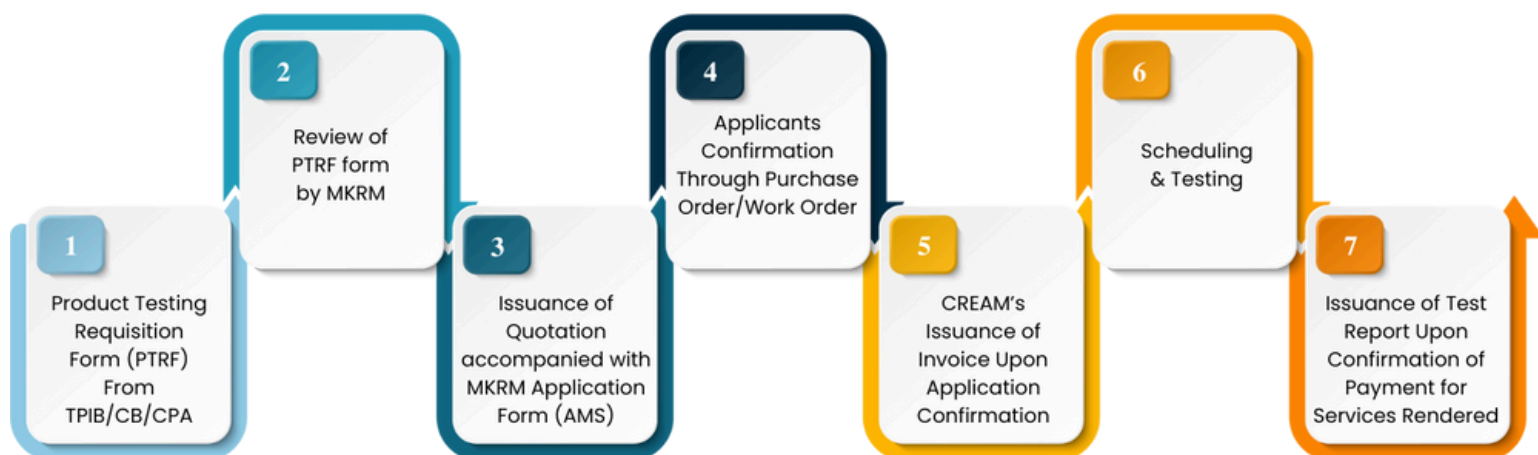 1
Product Testing
Requisition
Form (PTRF)
From
TPIB/CB/CPA
2
Review of
PTRF form
by MKRM
3
Issuance of
Quotation
accompanied with
MKRM Application
Form (AMS)
4
Applicants
Confirmation
Through Purchase
Order/Work Order
5
CREAM’s
Issuance of
Invoice Upon
Application
Confirmation
6
Scheduling
& Testing
7
Issuance of Test
Report Upon
Confirmation of
Payment for
Services Rendered